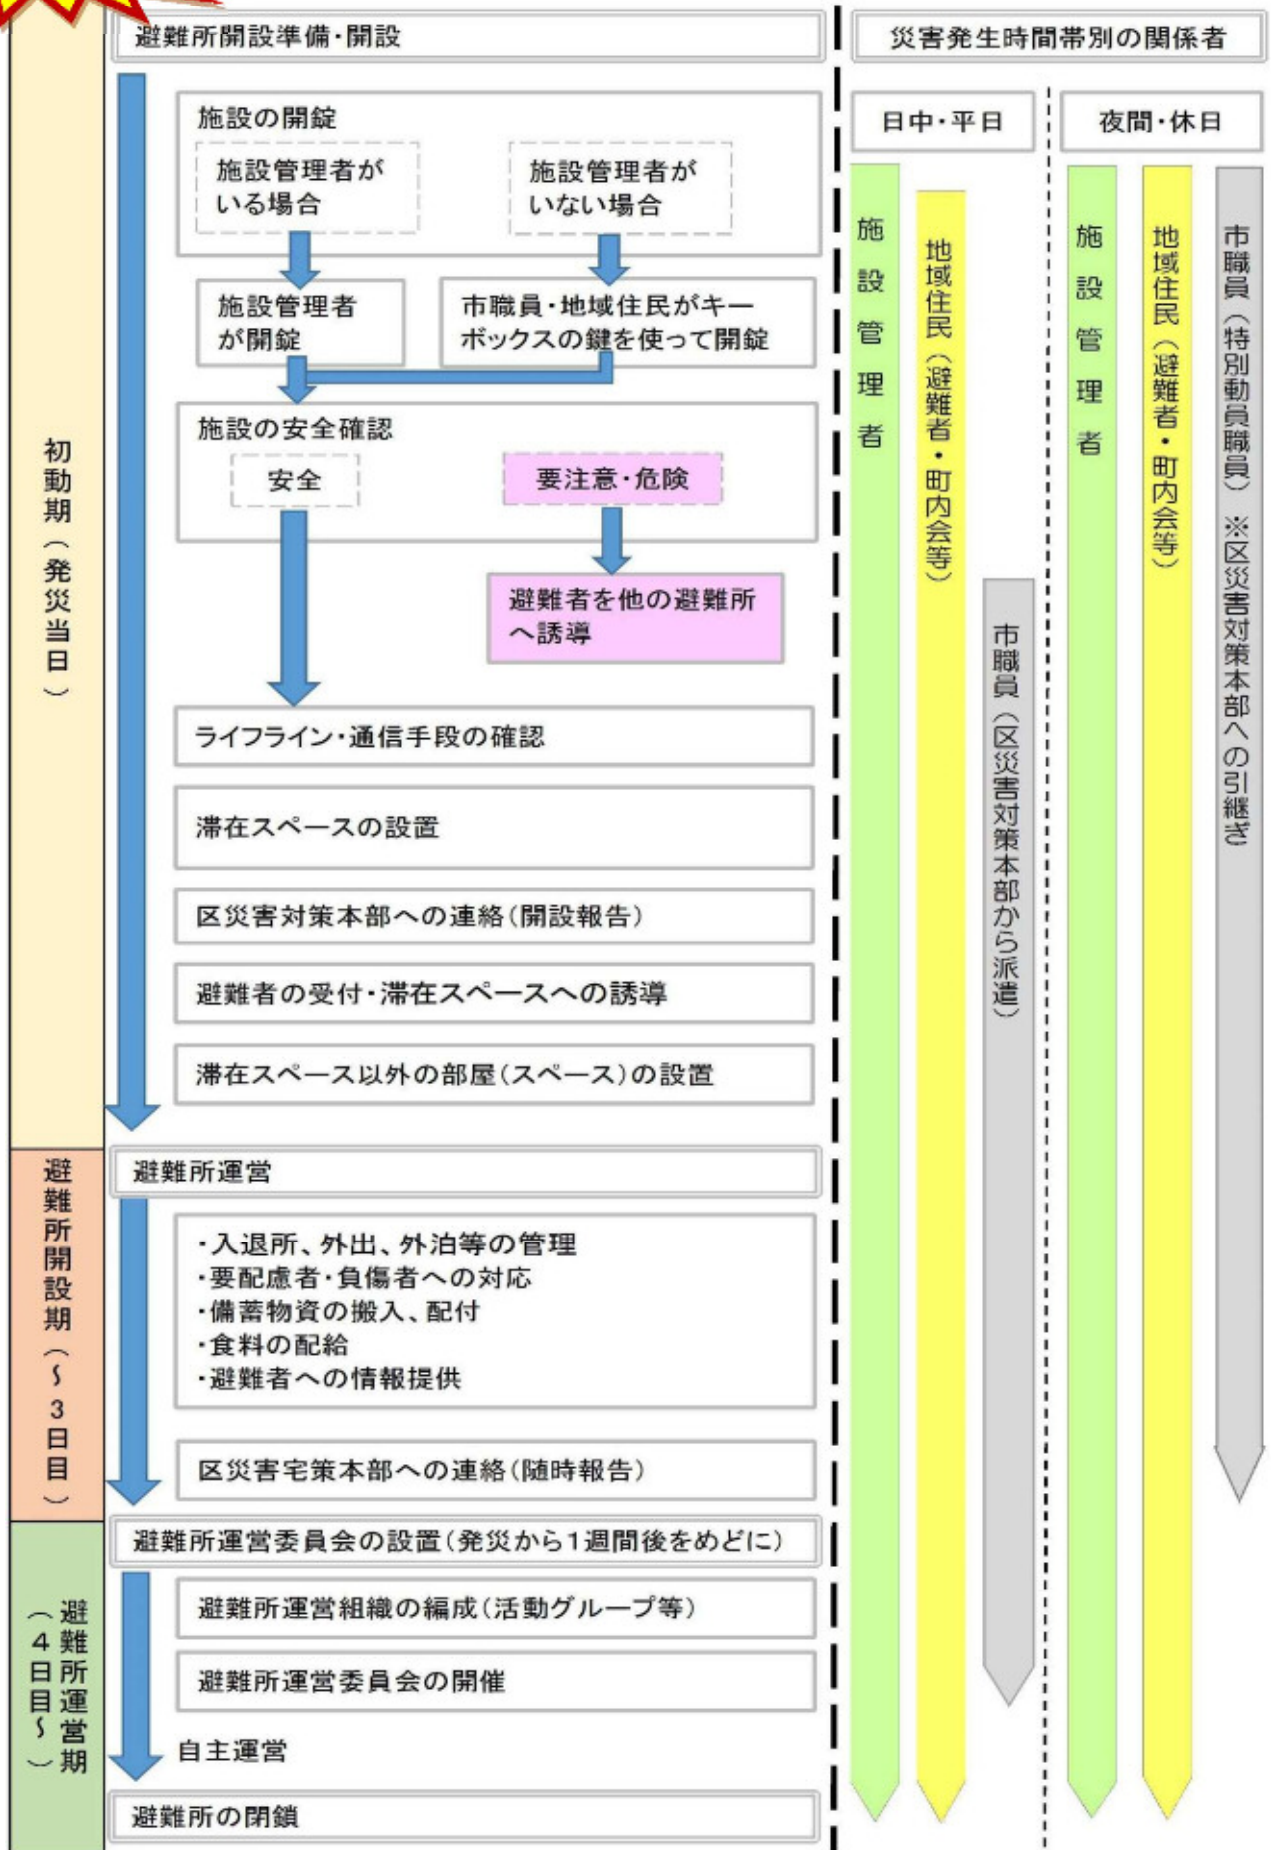 避難所開設準備・開設
災害発生時間帯別の関係者
日中・平日
夜間・休日
初動期（発災当日）
施設の開錠
施設管理者が
いる場合
施設管理者が
いない場合
施設管理者
が開錠
市職員・地域住民がキー
ボックスの鍵を使って開錠
施設の安全確認
安全
要注意・危険
避難者を他の避難所
へ誘導
ライフライン・通信手段の確認
滞在スペースの設置
区災害対策本部への連絡（開設報告）
避難者の受付・滞在スペースへの誘導
滞在スペース以外の部屋（スペース）の設置
避難所開設期（～3日目）
避難所運営
・入退所、外出、外泊等の管理
・要配慮者・負傷者への対応
・備蓄物資の搬入、配付
・食料の配給
・避難者への情報提供
区災害宅策本部への連絡（随時報告）
避難所運営期
（4日目～）
避難所運営委員会の設置（発災から１週間後をめどに）
避難所運営組織の編成（活動グループ等）
避難所運営委員会の開催
自主運営
避難所の閉鎖
施設管理者
地域住民（避難者・町内会等）
市職員（区災害対策本部から派遣）
施設管理者
地域住民（避難者・町内会等）
市職員（特別動員職員）※区災害対策本部への引継ぎ